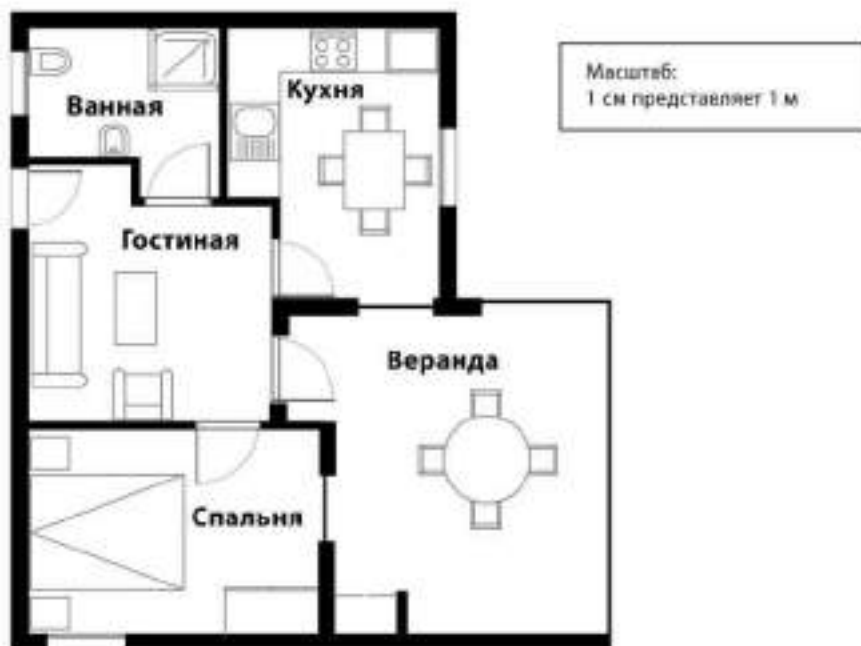 Ванная
Кухня
Масштаб:
1 см представляет 1 м
Гостиная
Веранда
Спальня